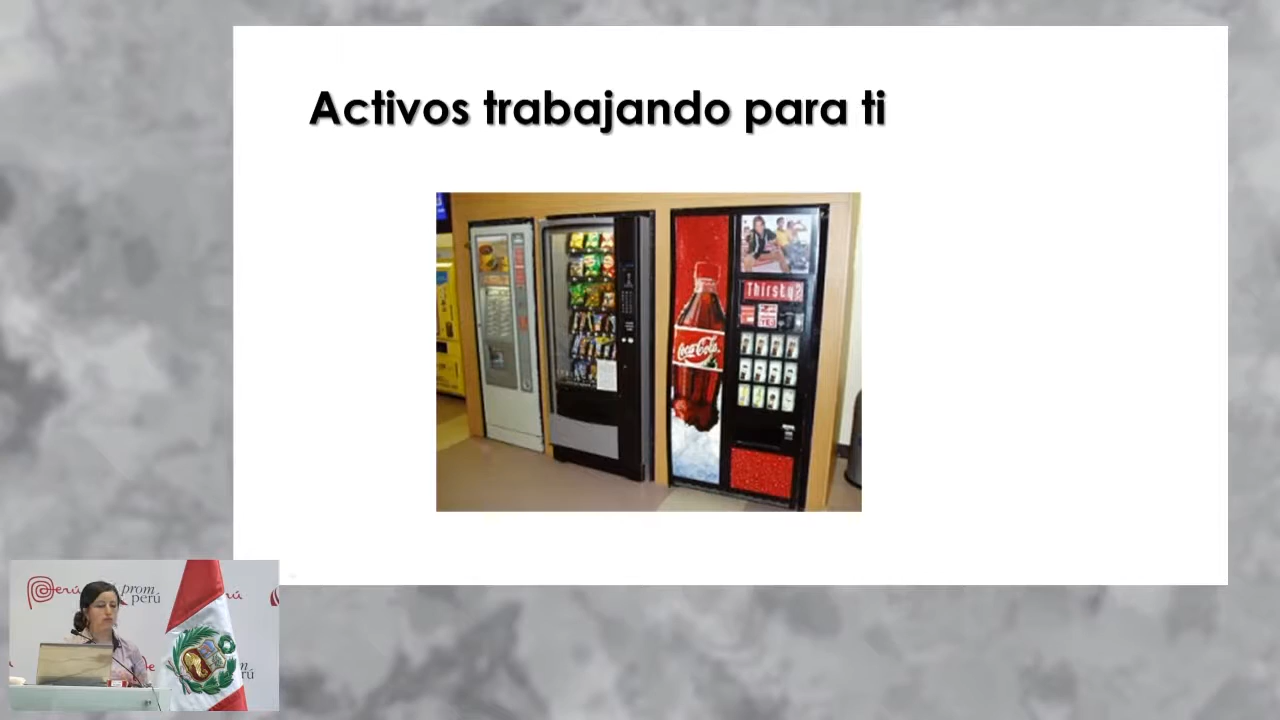 Activos trabajando para ti
Thirsty?
Coca-Cola
Perú
prom
perú